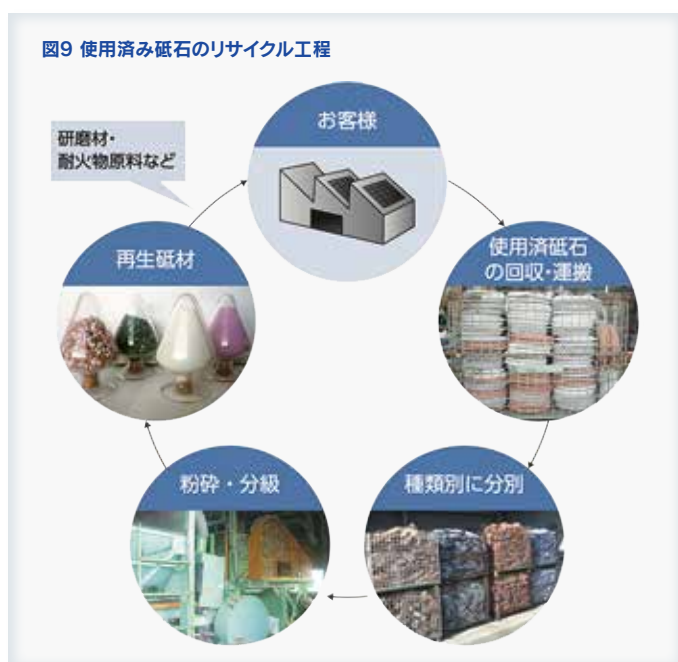 図9 使用済み砥石のリサイクル工程
お客様
研磨材・
耐火物原料など
使用済砥石
の回収・運搬
再生砥材
粉砕・分級
種類別に分別